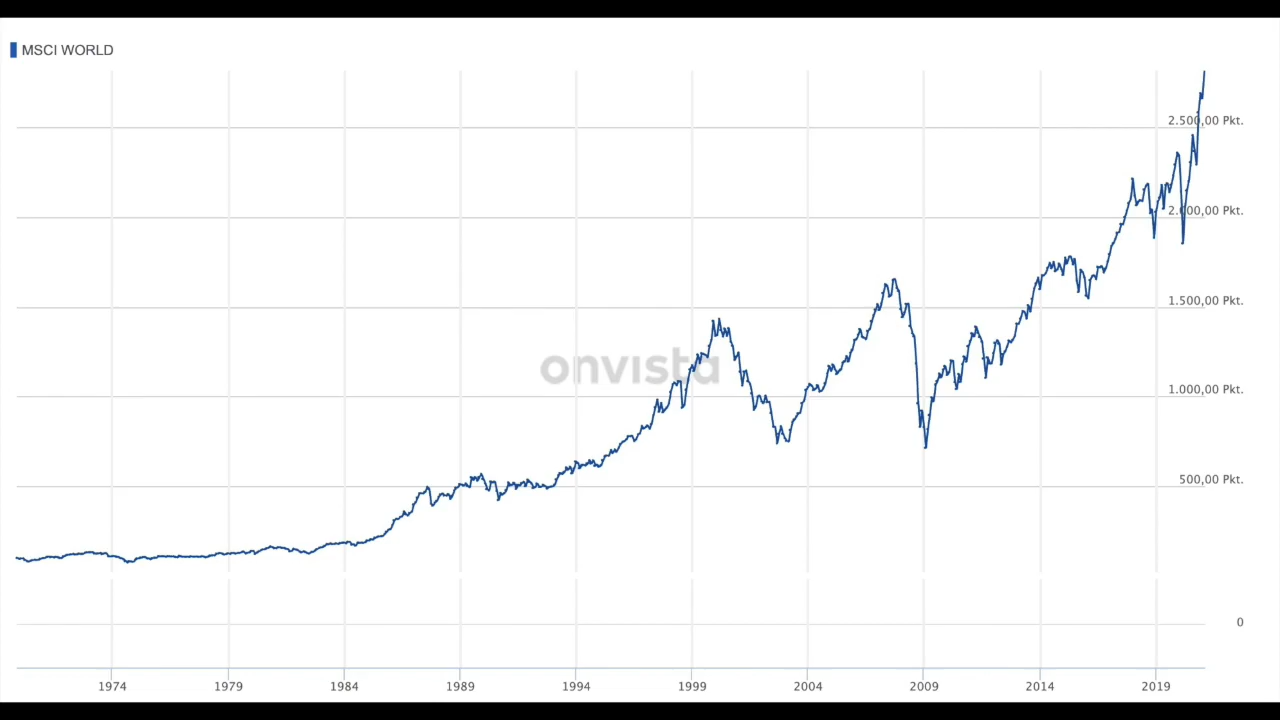 MSCI WORLD
2.500,00 Pkt.
2.000,00 Pkt.
1.500,00 Pkt.
onvista
1.000,00 Pkt.
500,00 Pkt.
0
1974 1979 1984 1989 1994 1999 2004 2009 2014 2019